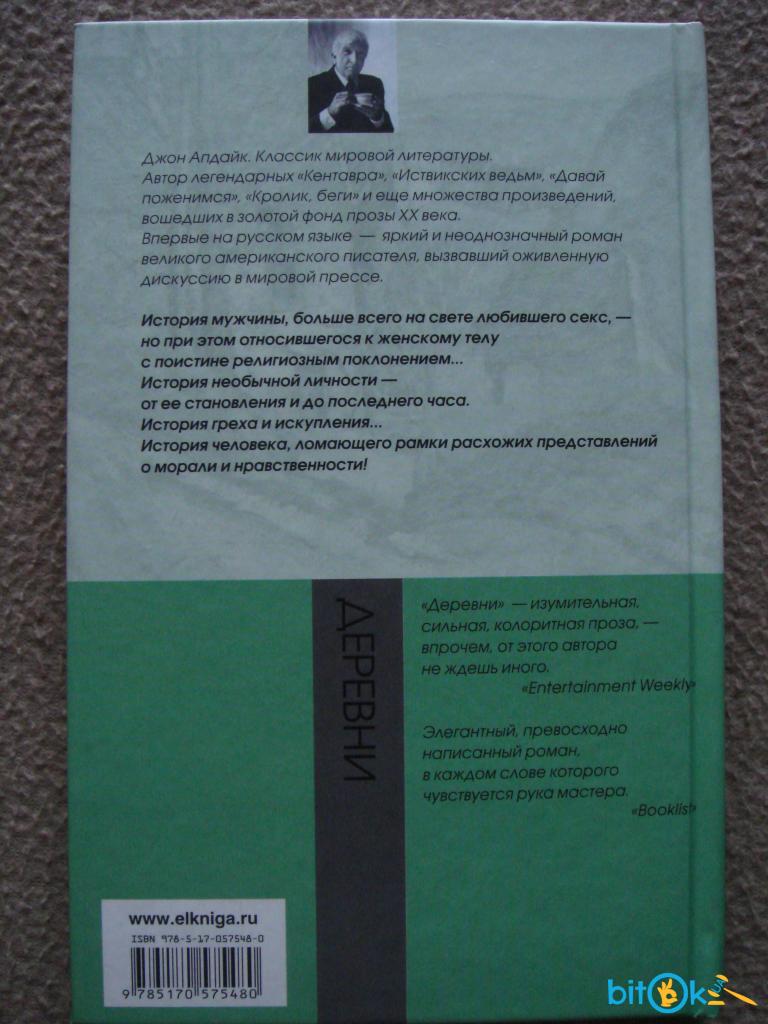 Джон Апдайк. Классик мировой литературы.
Автор легендарных «Кентавра», «Иствикских ведьм», «Давай
поженимся», «Кролик, беги» и еще множества произведений,
вошедших в золотой фонд прозы XX века.
Впервые на русском языке — яркий и неоднозначный роман
великого американского писателя, вызвавший оживленную
дискуссию в мировой прессе.
История мужчины, больше всего на свете любившего секс, —
но при этом относившегося к женскому телу
с поистине религиозным поклонением...
История необычной личности —
от ее становления и до последнего часа.
История греха и искупления...
История человека, ломающего рамки расхожих представлений
о морали и нравственности!
ДЕРЕВНИ
«Деревни» — изумительная,
сильная, колоритная проза, —
впрочем, от этого автора
не ждешь иного.
«Entertainment Weekly»
Элегантный, превосходно
написанный роман,
в каждом слове которого
чувствуется рука мастера.
«Booklist»
www.elkniga.ru
ISBN 978-5-17-057548-0
9 785170 575480
bitOk UA